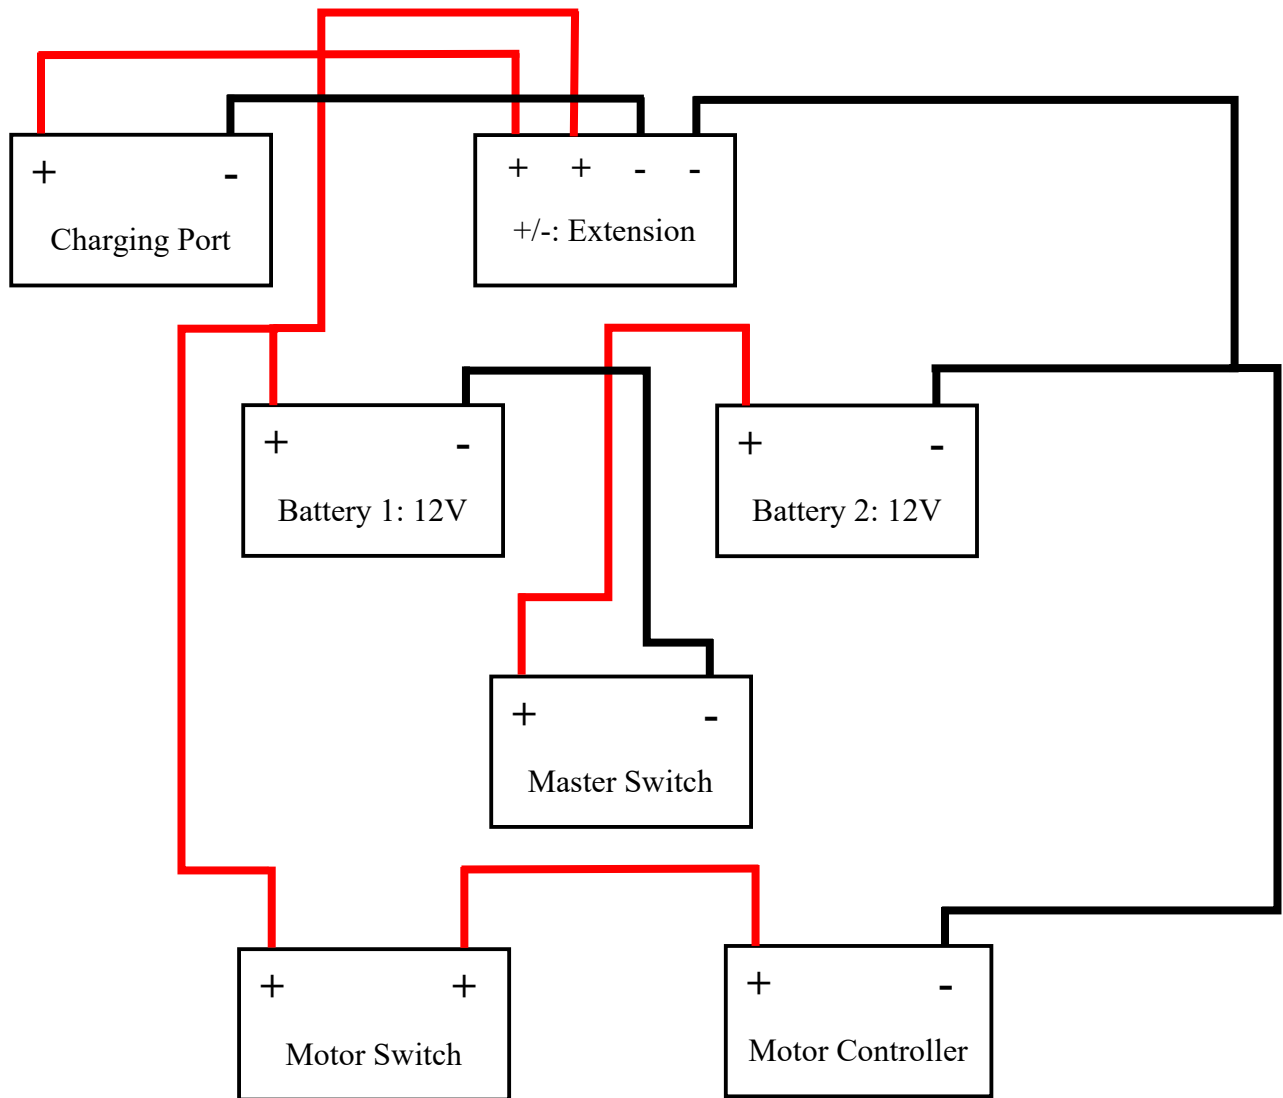 + -
Charging Port
+ + - -
+/-: Extension
+ -
Battery 1: 12V
+ -
Battery 2: 12V
+ -
Master Switch
+ +
Motor Switch
+ -
Motor Controller